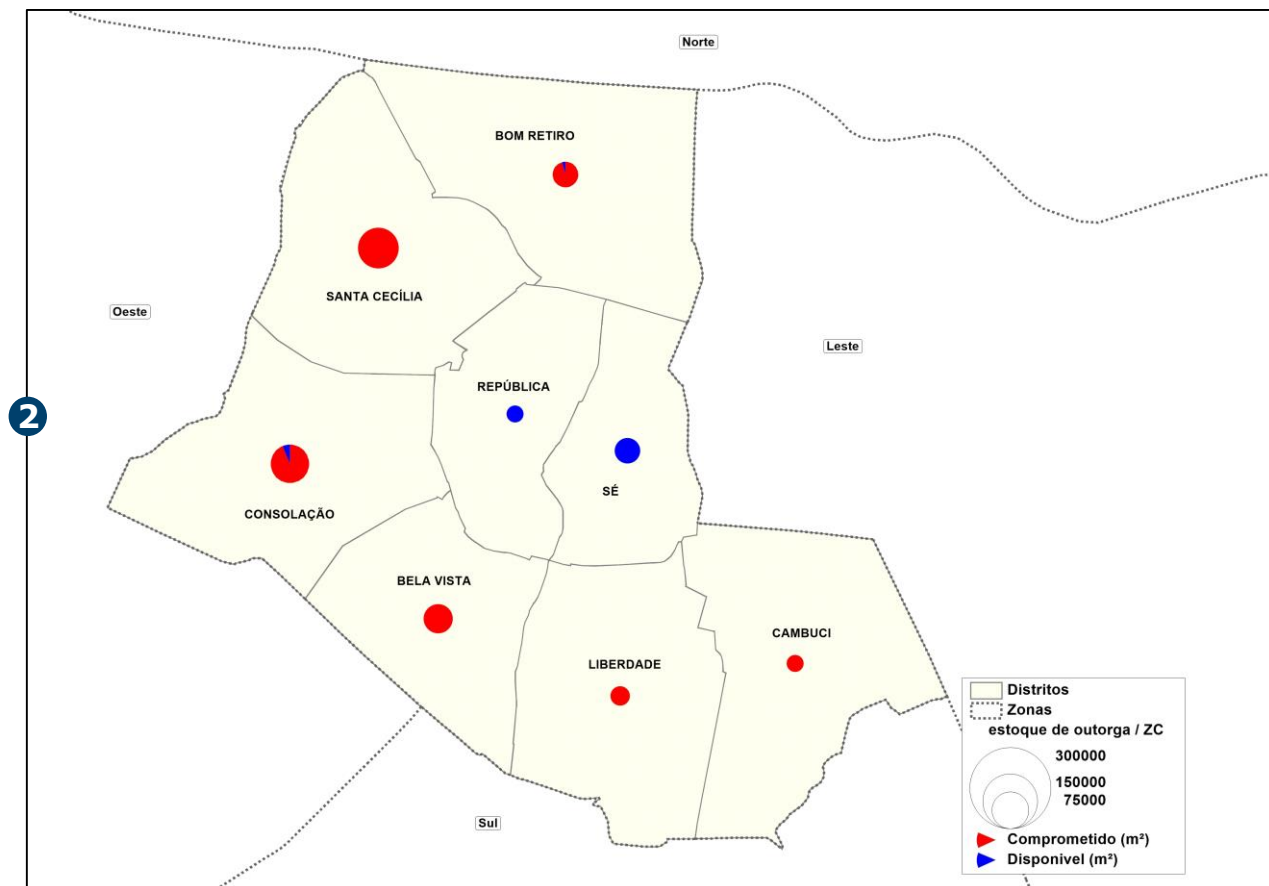 Norte
BOM RETIRO
SANTA CECÍLIA
Oeste
Leste
REPÚBLICA
2
SÉ
CONSOLAÇÃO
BELA VISTA
CAMBUCI
LIBERDADE
Distritos
Zonas
estoque de outorga / ZC
300000
150000
75000
Sul
Comprometido (m²)
Disponivel (m²)